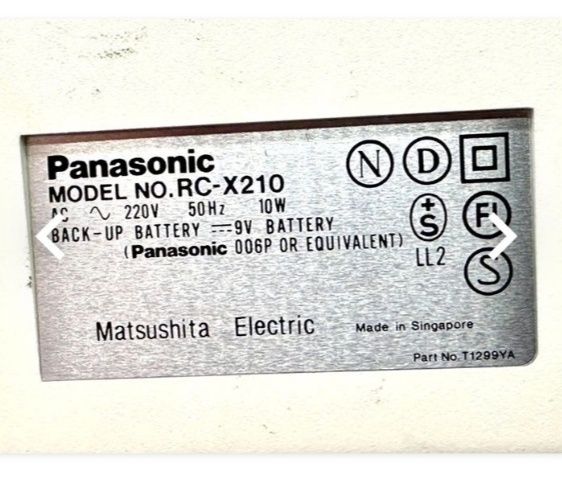 Panasonic
MODEL NO. RC-X210
AC ∿ 220V 50Hz 10W
BACK-UP BATTERY ⎓ 9V BATTERY
(Panasonic 006P OR EQUIVALENT)
N D
+S FI
LL2 S
Matsushita Electric Made in Singapore
Part No. T1299YA